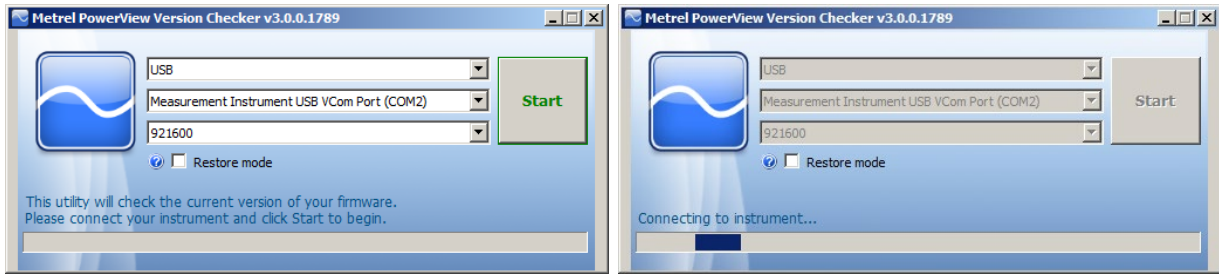 Metrel PowerView Version Checker v3.0.0.1789
USB
Measurement Instrument USB VCom Port (COM2)
921600
Start
Restore mode
This utility will check the current version of your firmware.
Please connect your instrument and click Start to begin.
Metrel PowerView Version Checker v3.0.0.1789
USB
Measurement Instrument USB VCom Port (COM2)
921600
Start
Restore mode
Connecting to instrument...